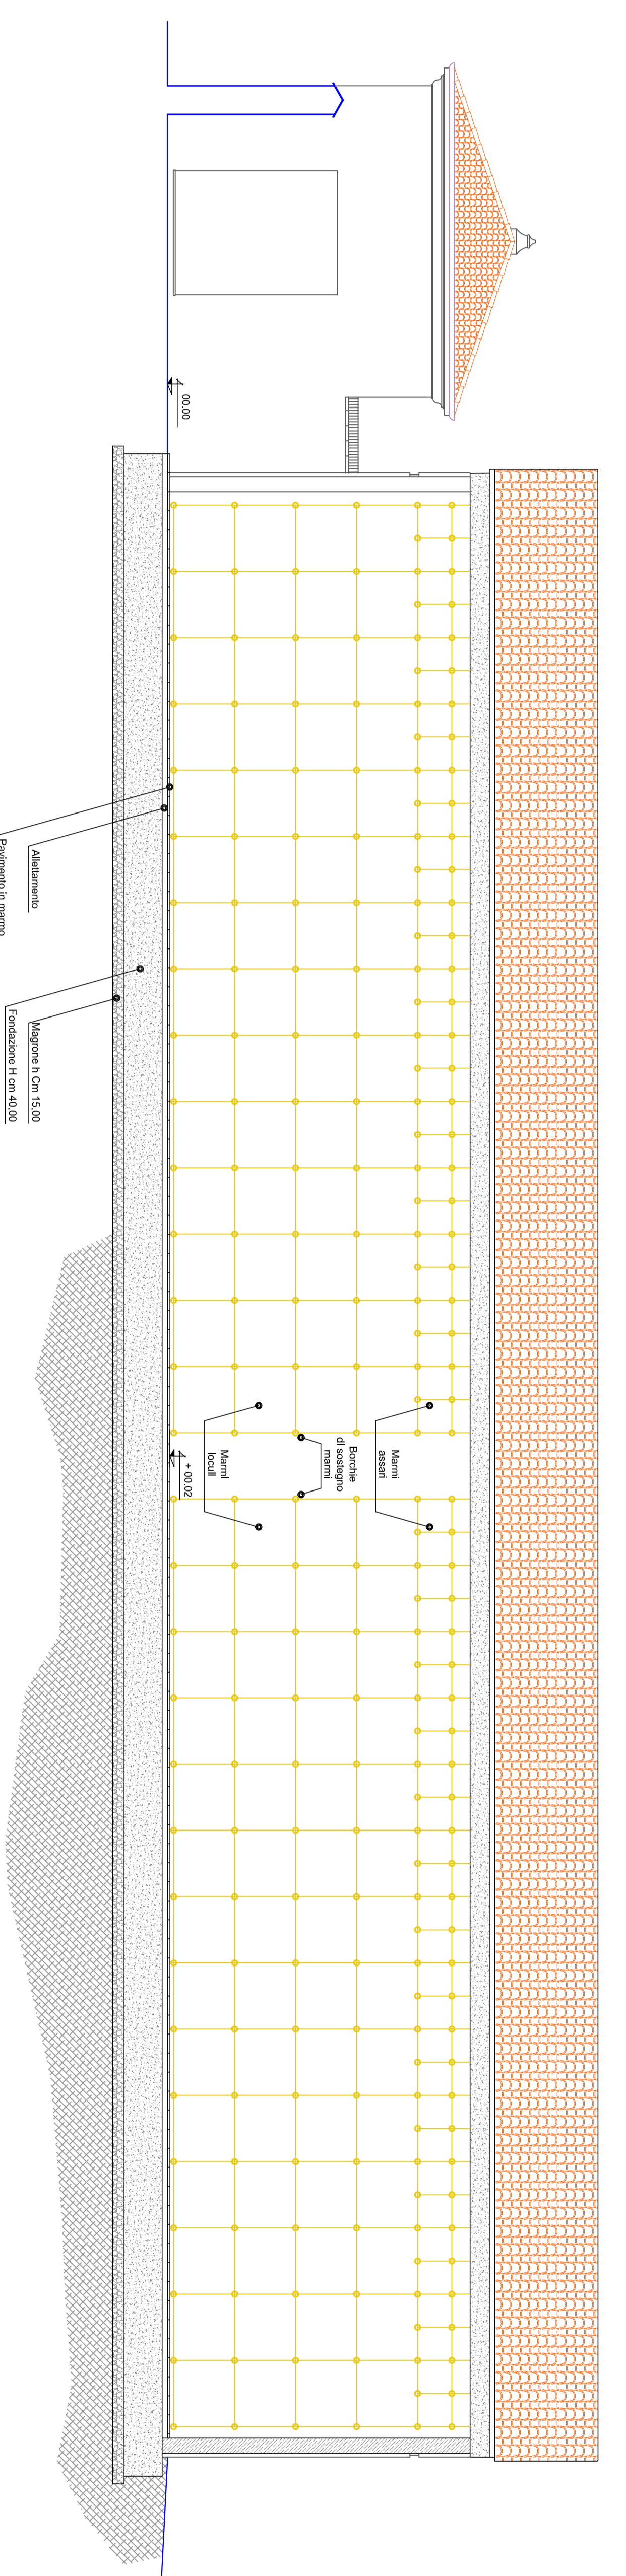 00.00
Marmi
assari
Borchie
di sostegno
marmi
Marmi
loculi
+ 00.02
Allettamento
Pavimento in marmo
Magrone h Cm 15,00
Fondazione H cm 40,00